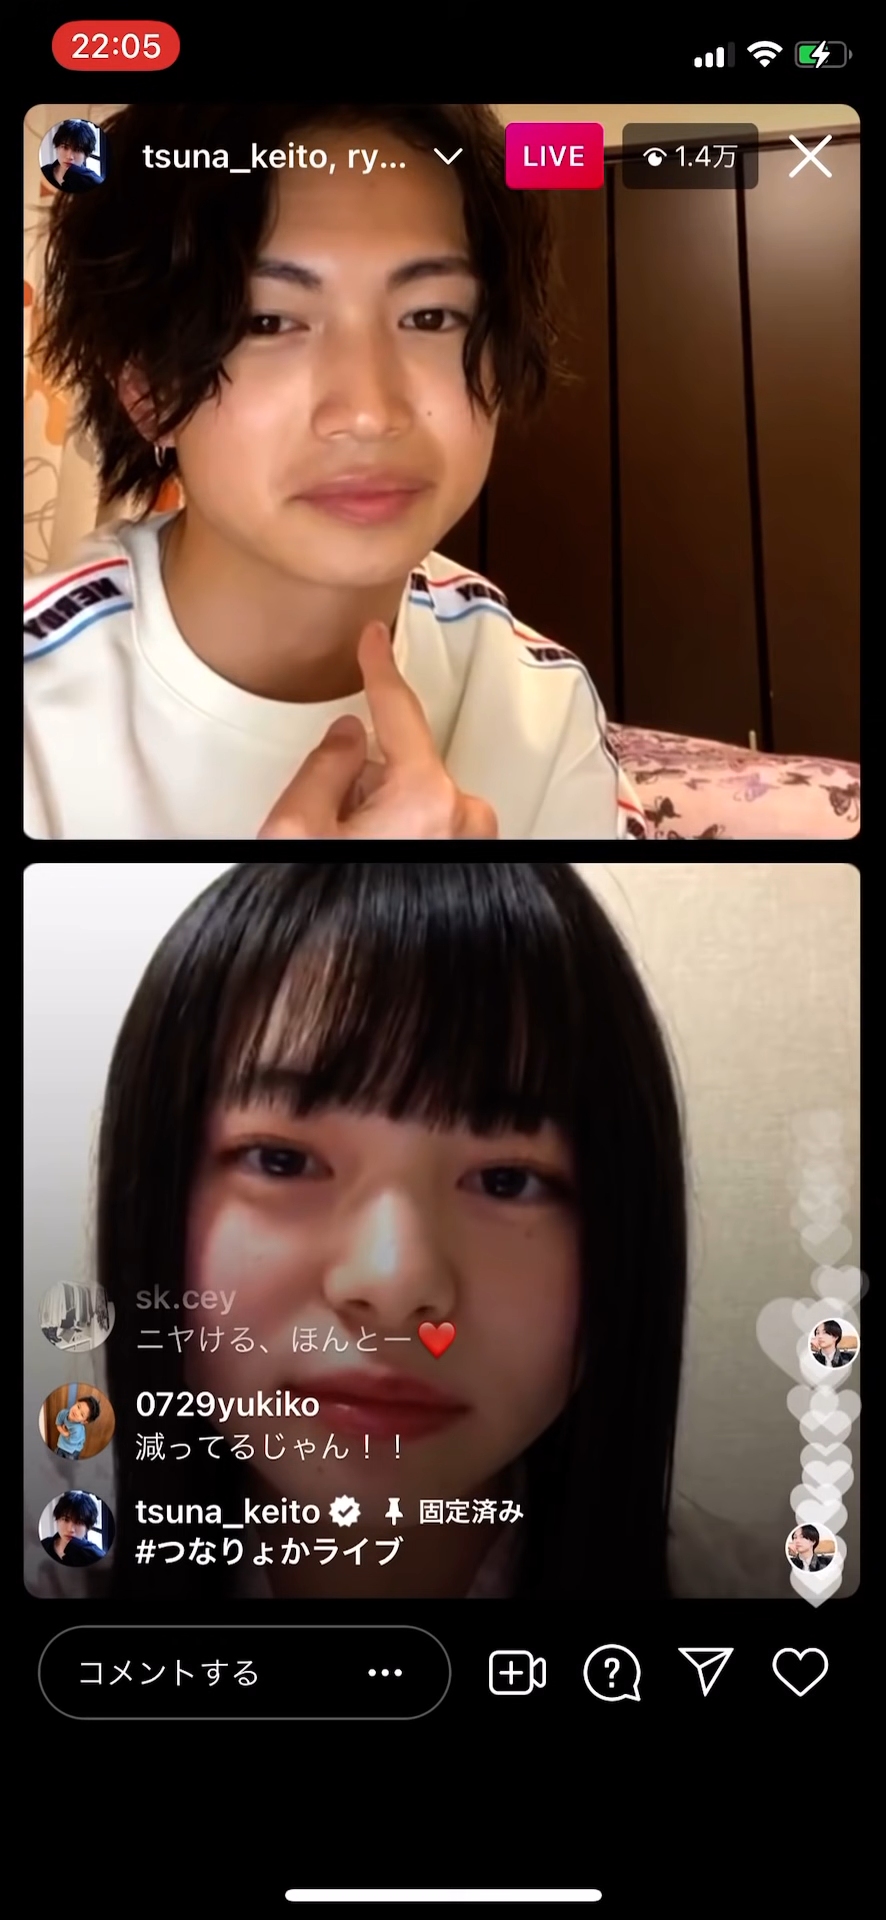 22:05
tsuna_keito, ry...
LIVE
1.4万
NERDY
sk.cey
ニヤける、ほんとー❤️
0729yukiko
減ってるじゃん！！
tsuna_keito 固定済み
#つなりょかライブ
コメントする